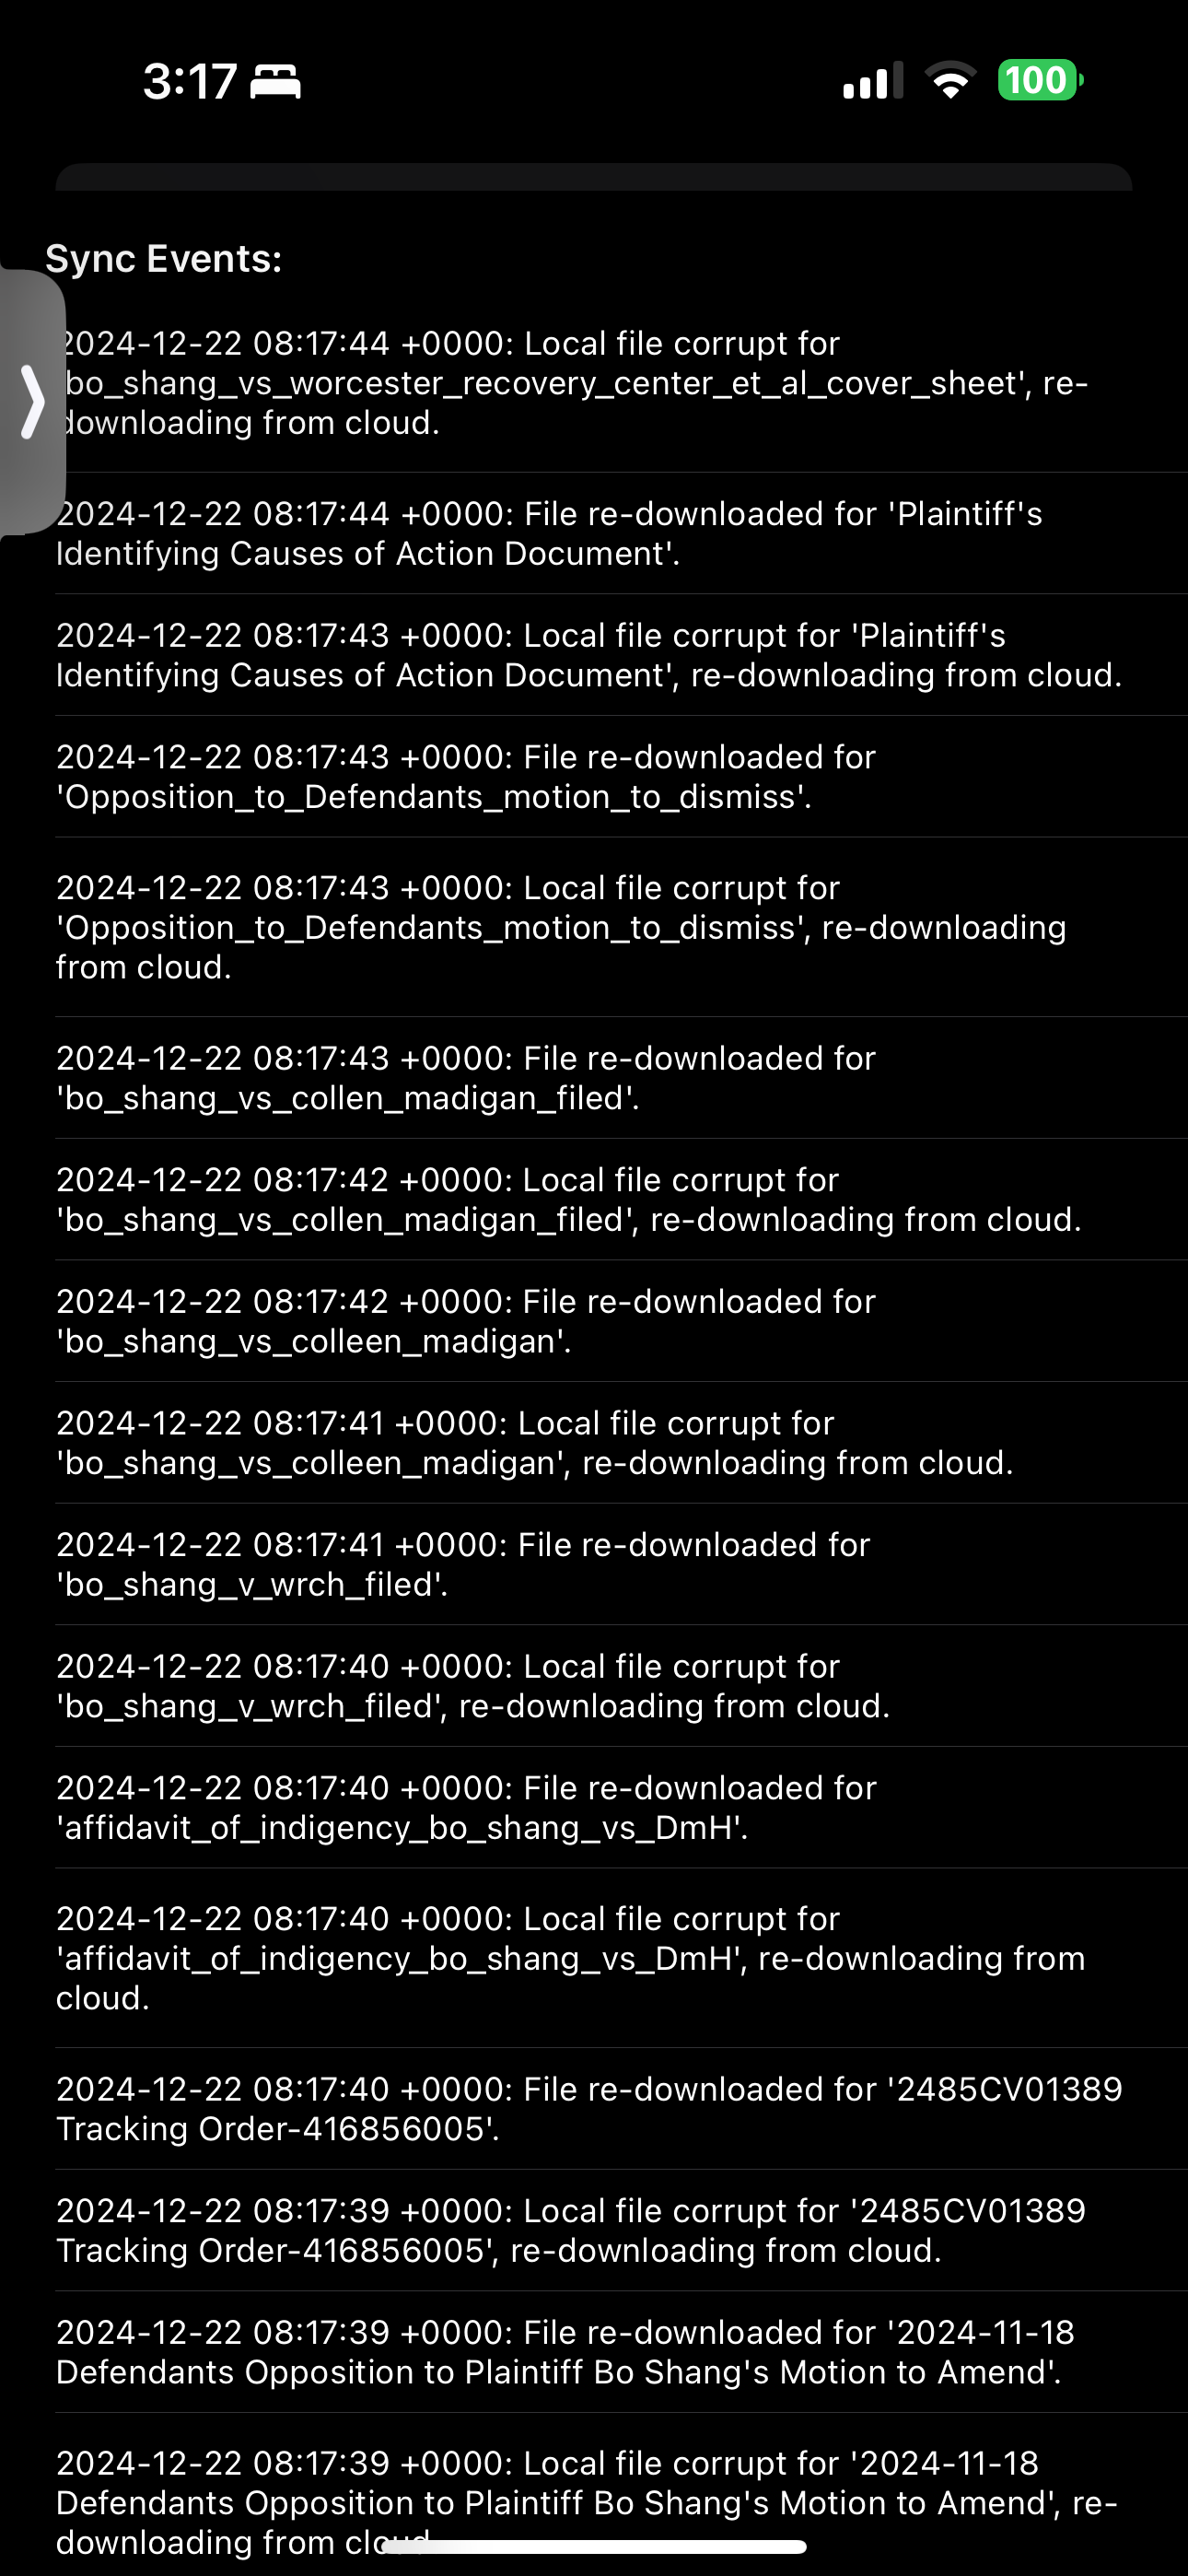 3:17
100
Sync Events:
2024-12-22 08:17:44 +0000: Local file corrupt for
bo_shang_vs_worcester_recovery_center_et_al_cover_sheet', re-
downloading from cloud.
2024-12-22 08:17:44 +0000: File re-downloaded for 'Plaintiff's
Identifying Causes of Action Document'.
2024-12-22 08:17:43 +0000: Local file corrupt for 'Plaintiff's
Identifying Causes of Action Document', re-downloading from cloud.
2024-12-22 08:17:43 +0000: File re-downloaded for
'Opposition_to_Defendants_motion_to_dismiss'.
2024-12-22 08:17:43 +0000: Local file corrupt for
'Opposition_to_Defendants_motion_to_dismiss', re-downloading
from cloud.
2024-12-22 08:17:43 +0000: File re-downloaded for
'bo_shang_vs_collen_madigan_filed'.
2024-12-22 08:17:42 +0000: Local file corrupt for
'bo_shang_vs_collen_madigan_filed', re-downloading from cloud.
2024-12-22 08:17:42 +0000: File re-downloaded for
'bo_shang_vs_colleen_madigan'.
2024-12-22 08:17:41 +0000: Local file corrupt for
'bo_shang_vs_colleen_madigan', re-downloading from cloud.
2024-12-22 08:17:41 +0000: File re-downloaded for
'bo_shang_v_wrch_filed'.
2024-12-22 08:17:40 +0000: Local file corrupt for
'bo_shang_v_wrch_filed', re-downloading from cloud.
2024-12-22 08:17:40 +0000: File re-downloaded for
'affidavit_of_indigency_bo_shang_vs_DmH'.
2024-12-22 08:17:40 +0000: Local file corrupt for
'affidavit_of_indigency_bo_shang_vs_DmH', re-downloading from
cloud.
2024-12-22 08:17:40 +0000: File re-downloaded for '2485CV01389
Tracking Order-416856005'.
2024-12-22 08:17:39 +0000: Local file corrupt for '2485CV01389
Tracking Order-416856005', re-downloading from cloud.
2024-12-22 08:17:39 +0000: File re-downloaded for '2024-11-18
Defendants Opposition to Plaintiff Bo Shang's Motion to Amend'.
2024-12-22 08:17:39 +0000: Local file corrupt for '2024-11-18
Defendants Opposition to Plaintiff Bo Shang's Motion to Amend', re-
downloading from cloud